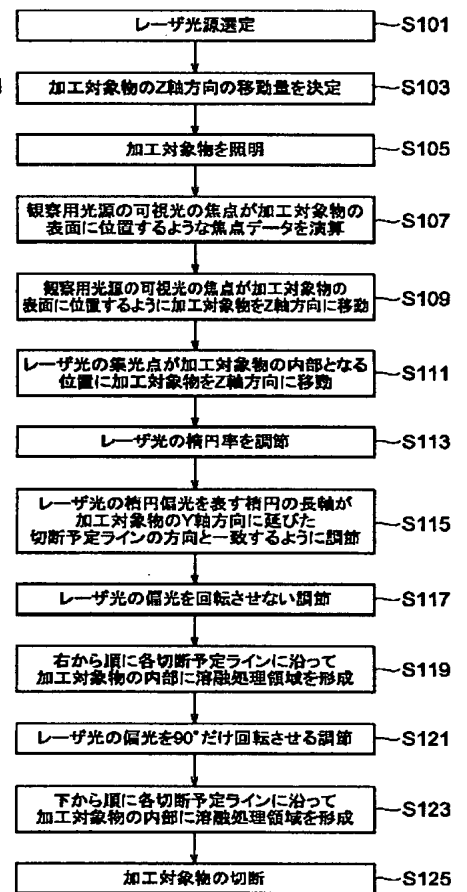 レーザ光源選定
S101
加工対象物のZ軸方向の移動量を決定
S103
加工対象物を照明
S105
観察用光源の可視光の焦点が加工対象物の
表面に位置するような焦点データを演算
S107
観察用光源の可視光の焦点が加工対象物の
表面に位置するように加工対象物をZ軸方向に移動
S109
レーザ光の集光点が加工対象物の内部となる
位置に加工対象物をZ軸方向に移動
S111
レーザ光の楕円率を調節
S113
レーザ光の楕円偏光を表す楕円の長軸が
加工対象物のY軸方向に延びた
切断予定ラインの方向と一致するように調節
S115
レーザ光の偏光を回転させない調節
S117
右から順に各切断予定ラインに沿って
加工対象物の内部に溶融処理領域を形成
S119
レーザ光の偏光を90°だけ回転させる調節
S121
下から順に各切断予定ラインに沿って
加工対象物の内部に溶融処理領域を形成
S123
加工対象物の切断
S125